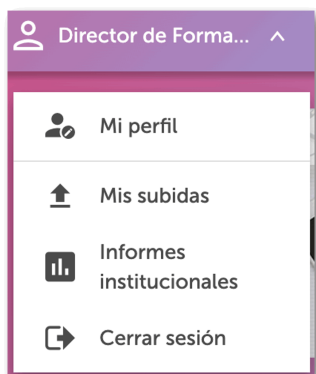 Director de Forma...
Mi perfil
Mis subidas
Informes
institucionales
Cerrar sesión